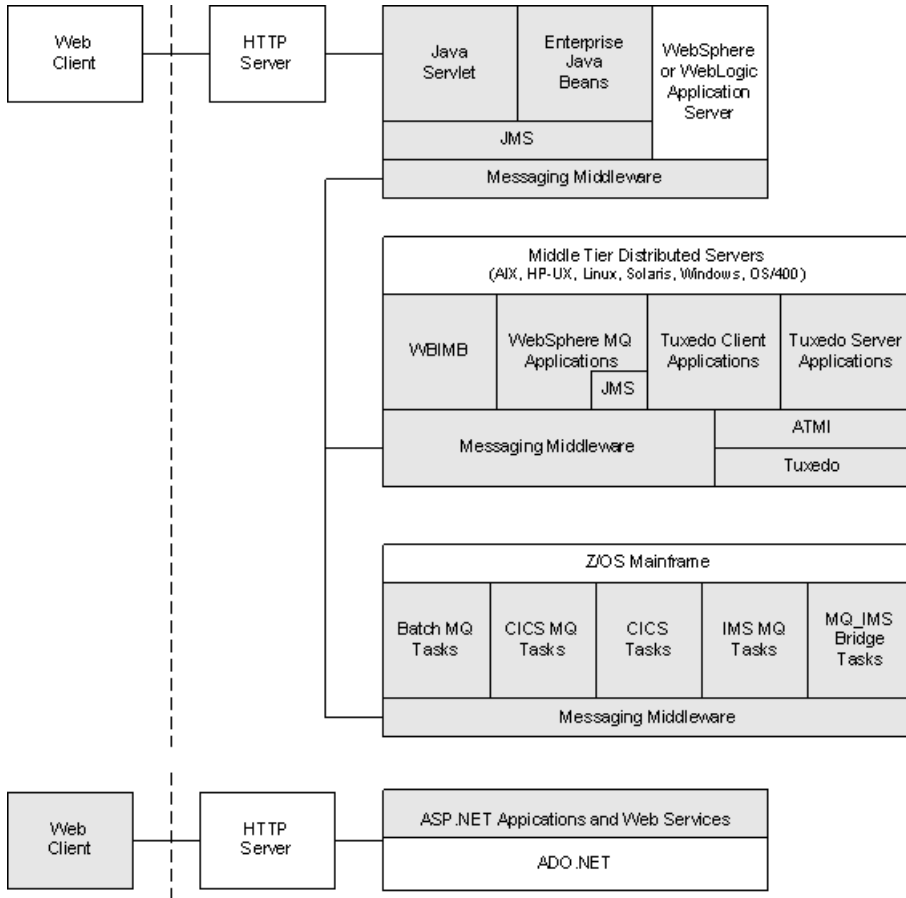 Web
Client
HTTP
Server
Java
Servlet
Enterprise
Java
Beans
WebSphere
or WebLogic
Application
Server
JMS
Messaging Middleware
Middle Tier Distributed Servers
(AIX, HP-UX, Linux, Solaris, Windows, OS/400)
WBIMB
WebSphere MQ
Applications
JMS
Tuxedo Client
Applications
Tuxedo Server
Applications
Messaging Middleware
ATMI
Tuxedo
Z/OS Mainframe
Batch MQ
Tasks
CICS MQ
Tasks
CICS
Tasks
IMS MQ
Tasks
MQ_IMS
Bridge
Tasks
Messaging Middleware
Web
Client
HTTP
Server
ASP.NET Appications and Web Services
ADO.NET